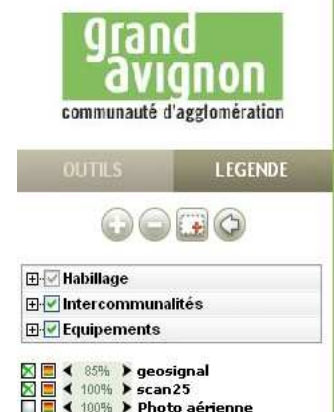 grand
avignon
communauté d'agglomération
OUTILS LEGENDE
Habillage
Intercommunalités
Equipements
85% geosignal
100% scan25
100% Photo aérienne